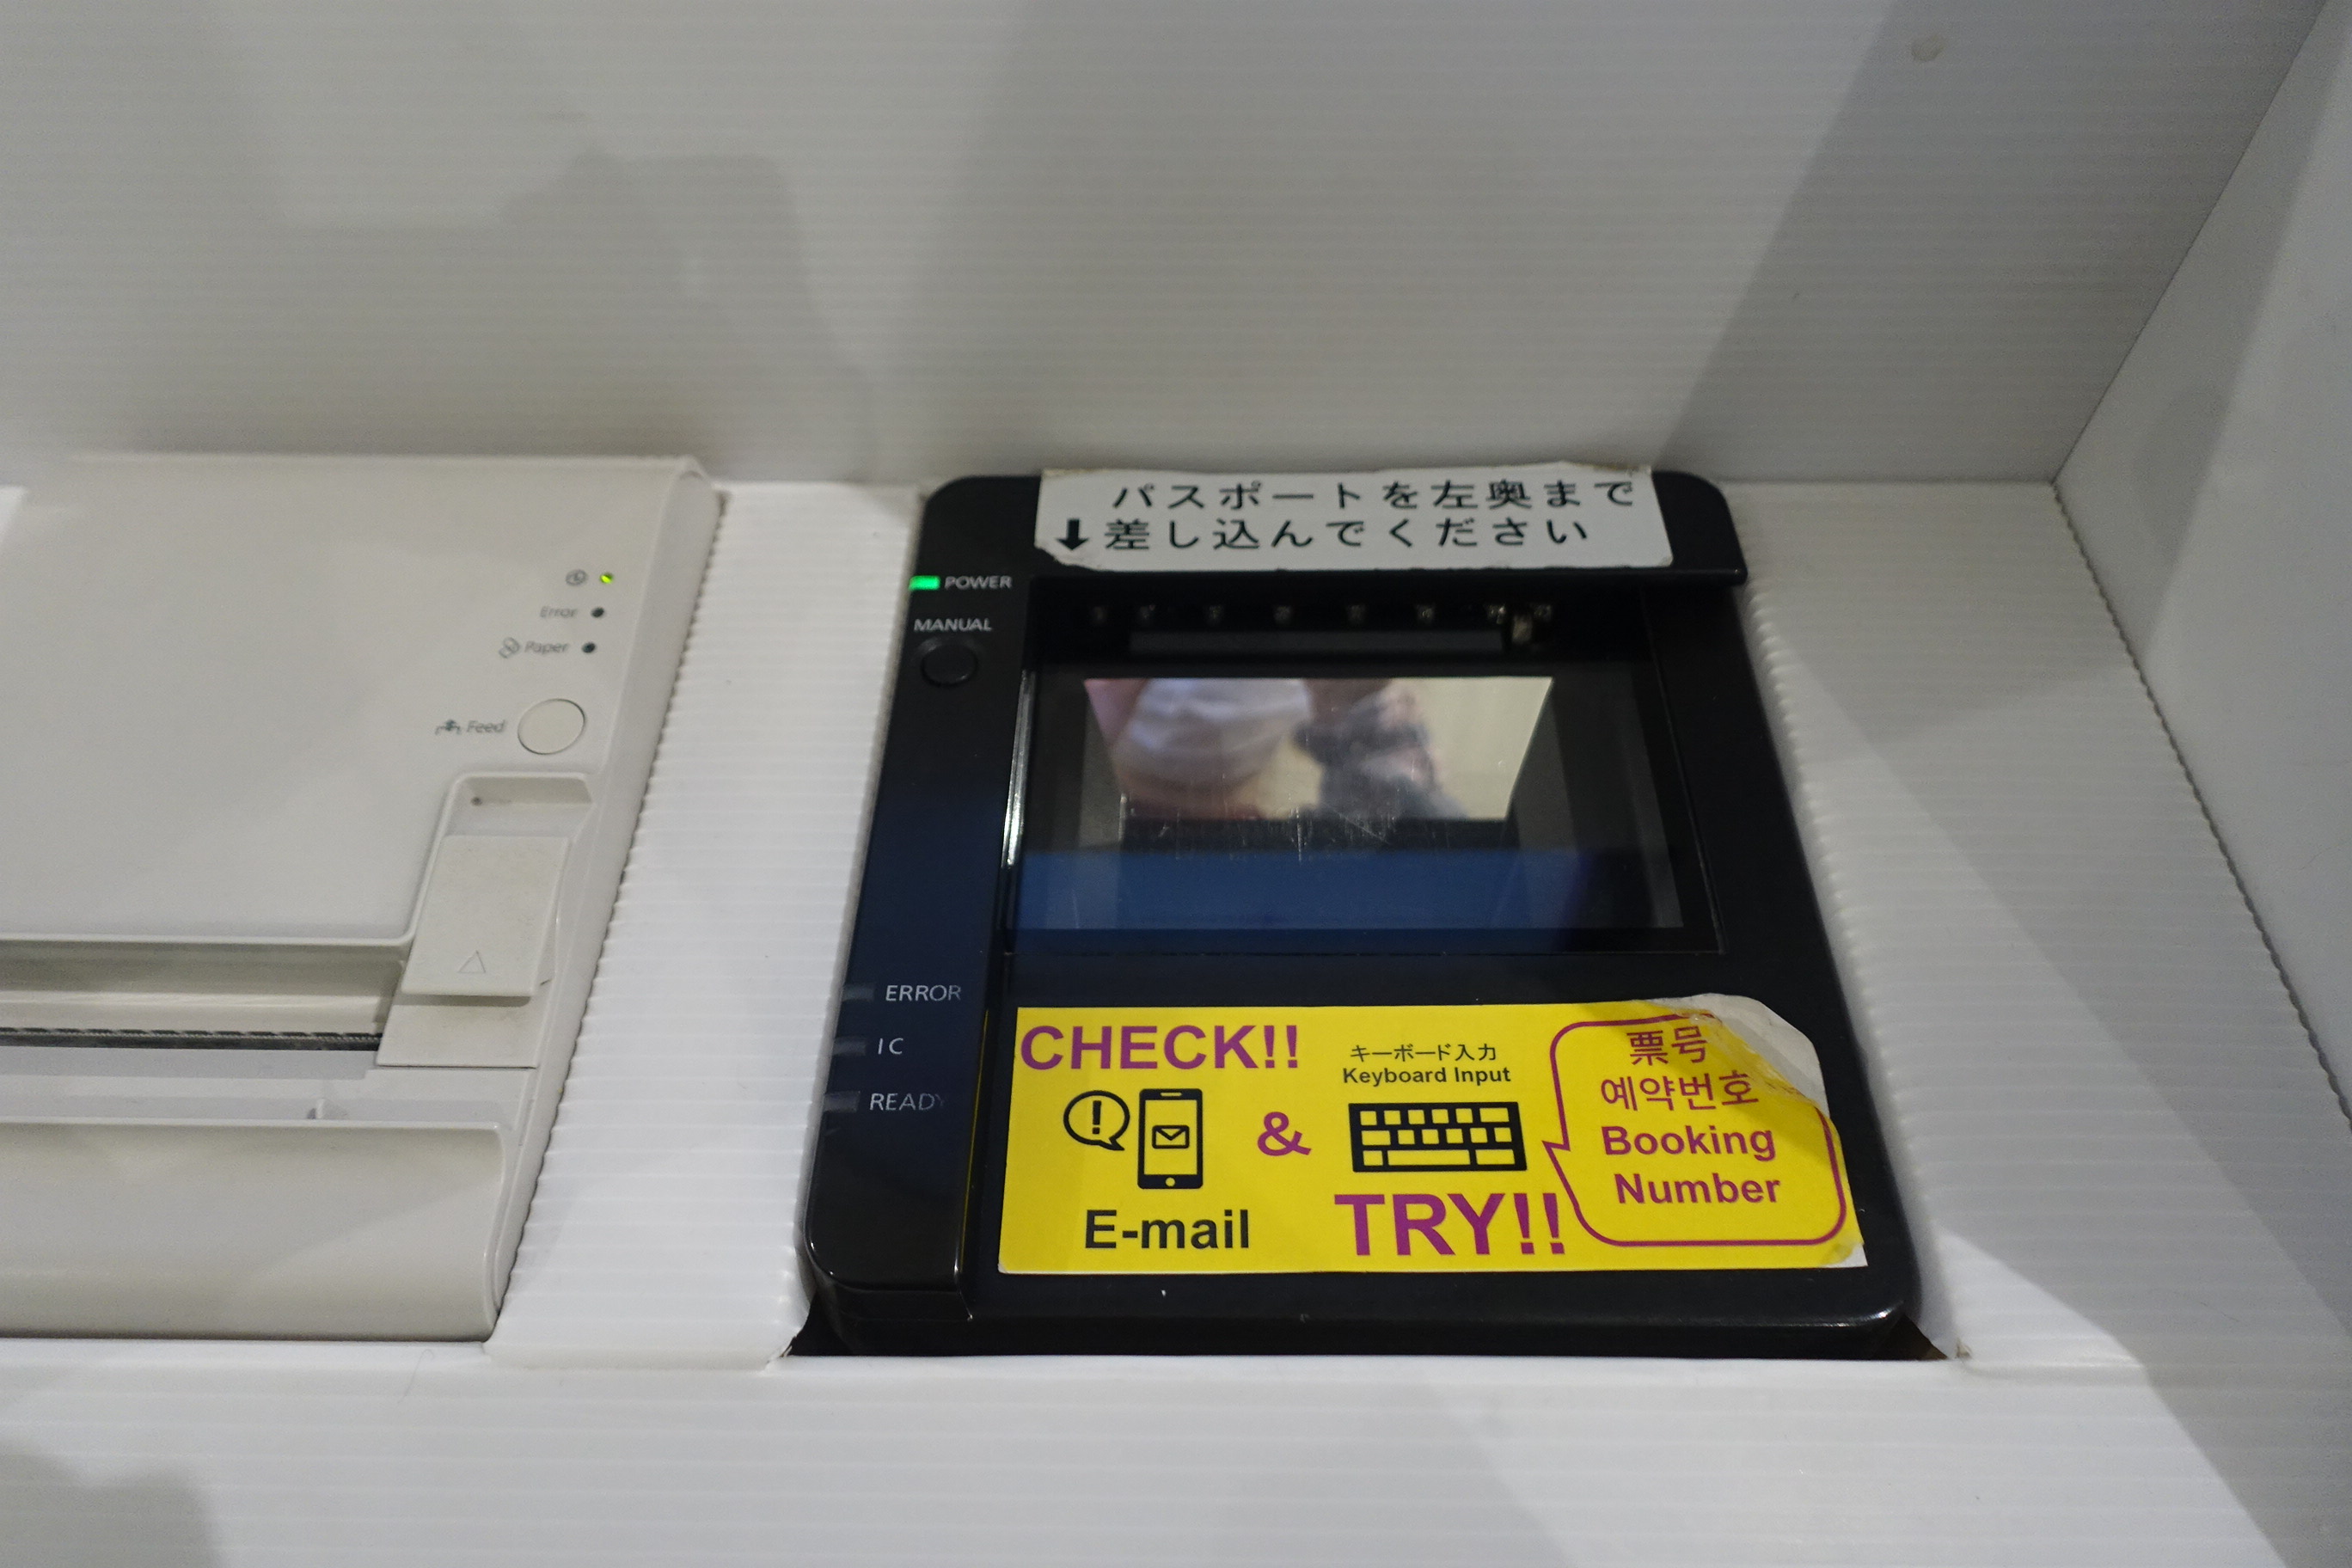 パスポートを左奥まで
↓差し込んでください
POWER
MANUAL
Error
Paper
Feed
ERROR
IC
READY
CHECK!!
E-mail
&
キーボード入力
Keyboard Input
TRY!!
票号
예약번호
Booking
Number